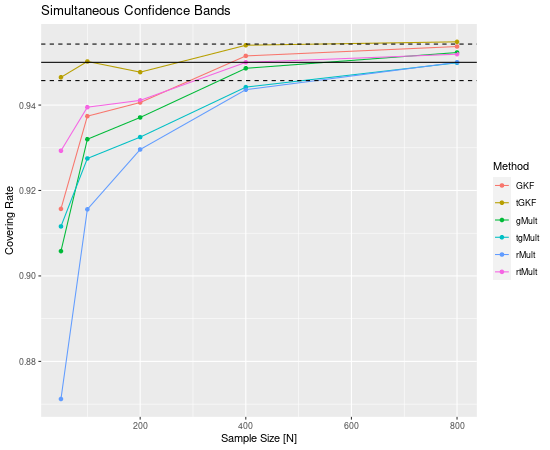 Simultaneous Confidence Bands
Covering Rate
0.94
0.92
0.90
0.88
200
400
600
800
Sample Size [N]
Method
GKF
tGKF
gMult
tgMult
rMult
rtMult